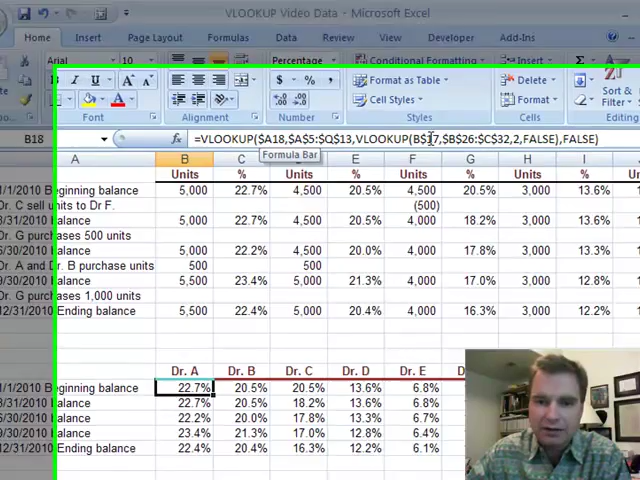 VLOOKUP Video Data - Microsoft Excel
Home Insert Page Layout Formulas Data Review View Developer
Arial 10 Percentage Conditional Formatting Insert
B I U A A $ % , Format as Table Delete
.0 .00 .00 .0 Cell Styles Format Sort & Filter
Font Alignment Number Styles Cells
B18 fx =VLOOKUP($A18,$A$5:$Q$13,VLOOKUP(B$17,$B$26:$C$32,2,FALSE),FALSE)
Formula Bar
A B C D E F G H I
Units % Units % Units % Units %
1/1/2010 Beginning balance 5,000 22.7% 4,500 20.5% 4,500 20.5% 3,000 13.6%
Dr. C sell units to Dr F. (500)
3/31/2010 balance 5,000 22.7% 4,500 20.5% 4,000 18.2% 3,000 13.6%
Dr. G purchases 500 units
6/30/2010 balance 5,000 22.2% 4,500 20.0% 4,000 17.8% 3,000 13.3%
Dr. A and Dr. B purchase units 500 500
9/30/2010 balance 5,500 23.4% 5,000 21.3% 4,000 17.0% 3,000 12.8%
Dr. G purchases 1,000 units
12/31/2010 Ending balance 5,500 22.4% 5,000 20.4% 4,000 16.3% 3,000 12.2%
Dr. A Dr. B Dr. C Dr. D Dr. E
1/1/2010 Beginning balance 22.7% 20.5% 20.5% 13.6% 6.8%
3/31/2010 balance 22.7% 20.5% 18.2% 13.6% 6.8%
6/30/2010 balance 22.2% 20.0% 17.8% 13.3% 6.7%
9/30/2010 balance 23.4% 21.3% 17.0% 12.8% 6.4%
12/31/2010 Ending balance 22.4% 20.4% 16.3% 12.2% 6.1%